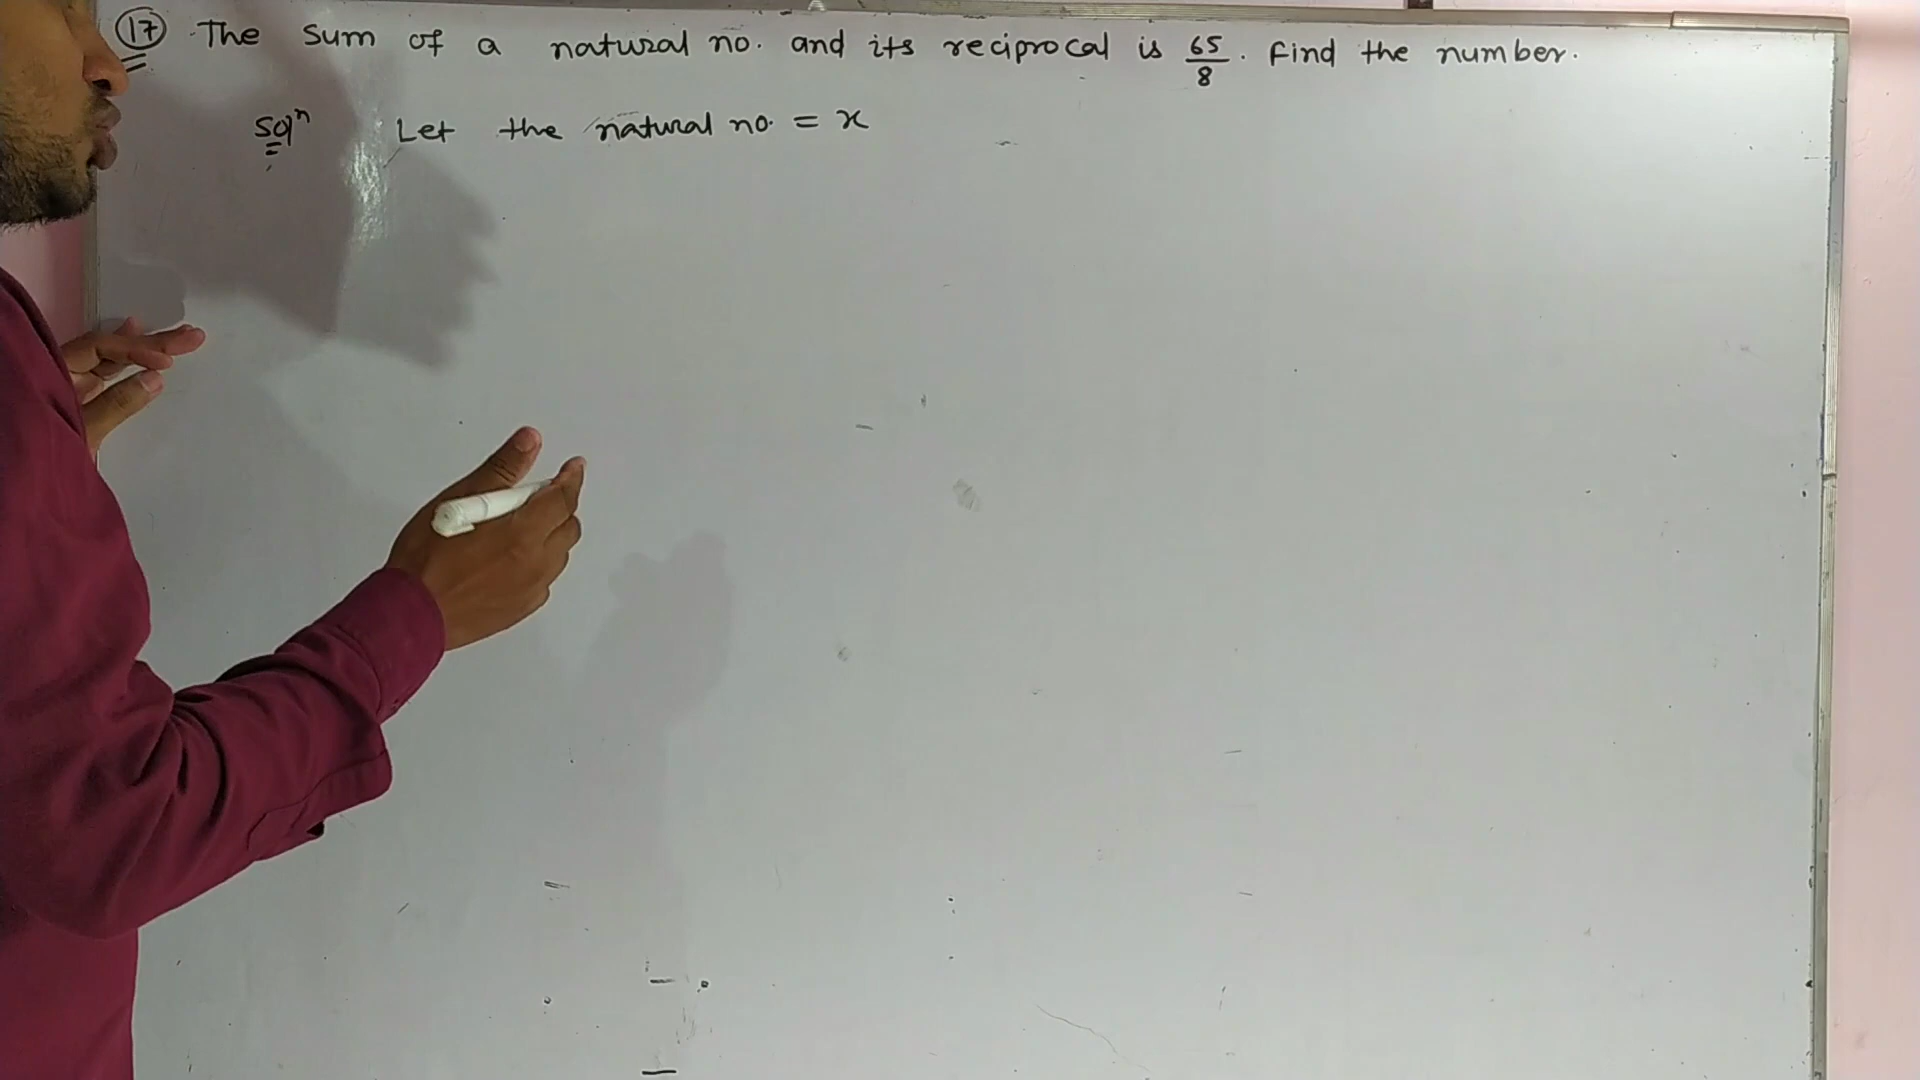 17 The sum of a natural no. and its reciprocal is 65/8. Find the number.
Solⁿ Let the natural no. = x